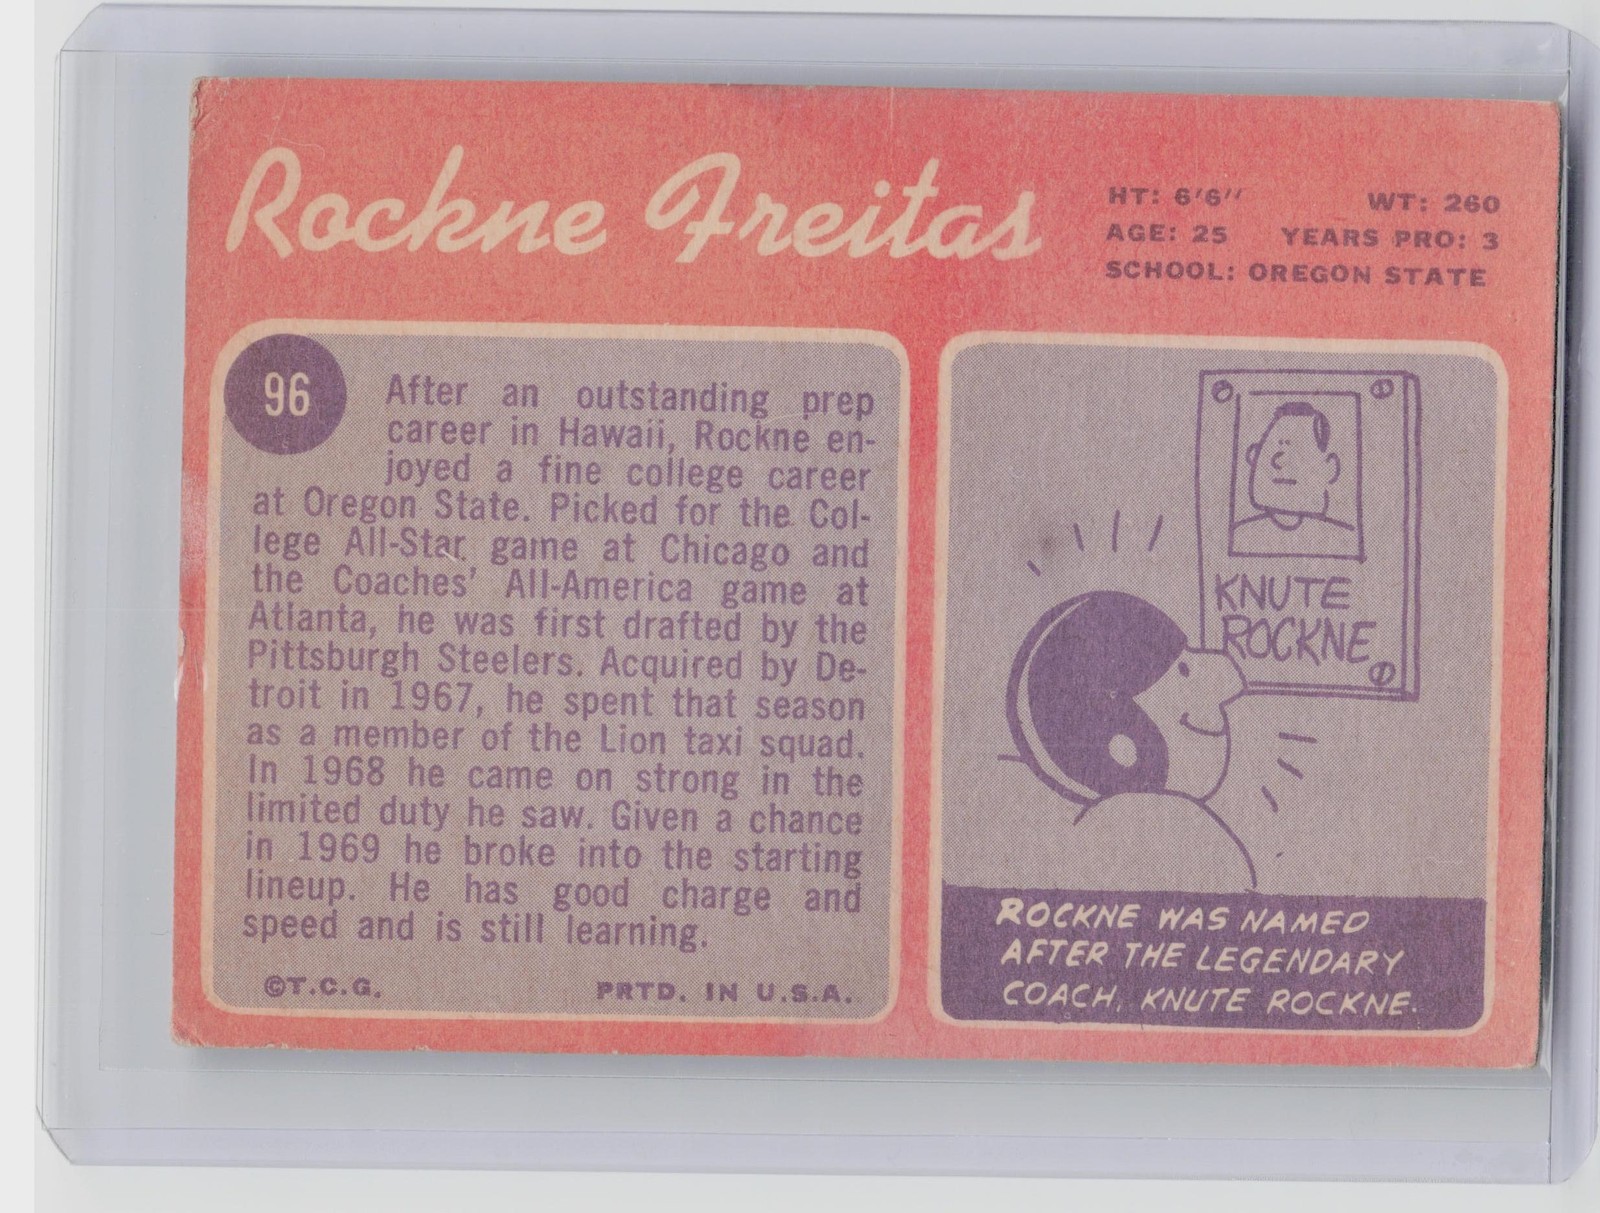 Rockne Freitas
HT: 6'6" WT: 260
AGE: 25 YEARS PRO: 3
SCHOOL: OREGON STATE
96
After an outstanding prep
career in Hawaii, Rockne en-
joyed a fine college career
at Oregon State. Picked for the Col-
lege All-Star game at Chicago and
the Coaches' All-America game at
Atlanta, he was first drafted by the
Pittsburgh Steelers. Acquired by De-
troit in 1967, he spent that season
as a member of the Lion taxi squad.
In 1968 he came on strong in the
limited duty he saw. Given a chance
in 1969 he broke into the starting
lineup. He has good charge and
speed and is still learning.
©T.C.G. PRTD. IN U.S.A.
KNUTE
ROCKNE
ROCKNE WAS NAMED
AFTER THE LEGENDARY
COACH, KNUTE ROCKNE.